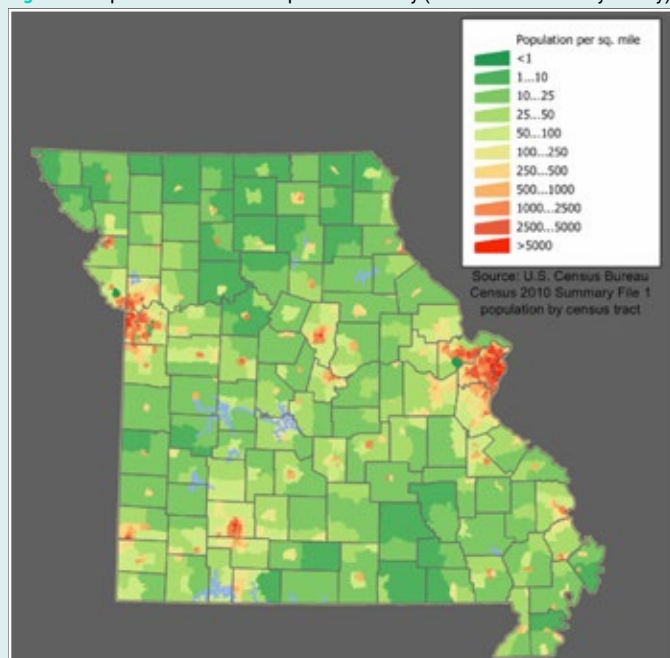 Population per sq. mile
<1
1...10
10...25
25...50
50...100
100...250
250...500
500...1000
1000...2500
2500...5000
>5000
Source: U.S. Census Bureau
Census 2010 Summary File 1
population by census tract